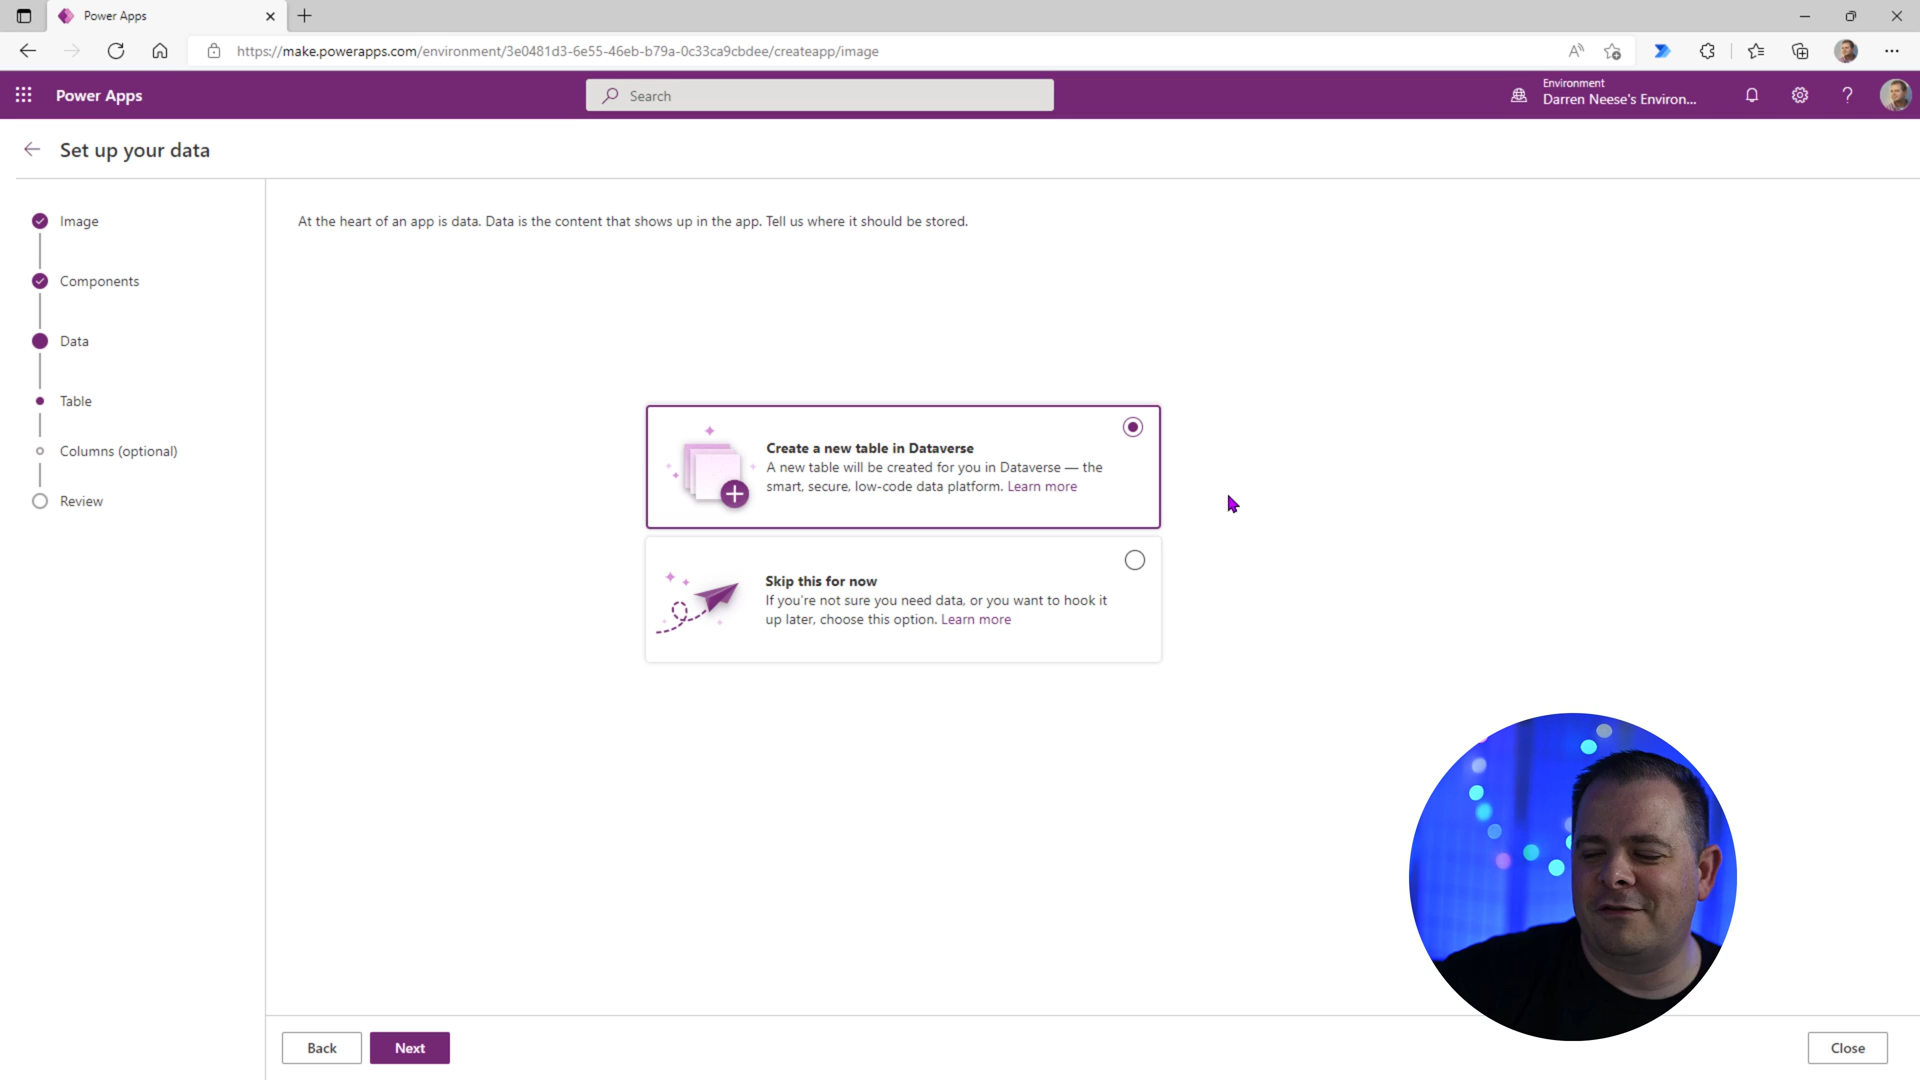 Power Apps
https://make.powerapps.com/environment/3e0481d3-6e55-46eb-b79a-0c33ca9cbdee/createapp/image
Power Apps
Search
Environment
Darren Neese's Environ...
Set up your data
Image
Components
Data
Table
Columns (optional)
Review
At the heart of an app is data. Data is the content that shows up in the app. Tell us where it should be stored.
Create a new table in Dataverse
A new table will be created for you in Dataverse — the
smart, secure, low-code data platform. Learn more
Skip this for now
If you're not sure you need data, or you want to hook it
up later, choose this option. Learn more
Back
Next
Close